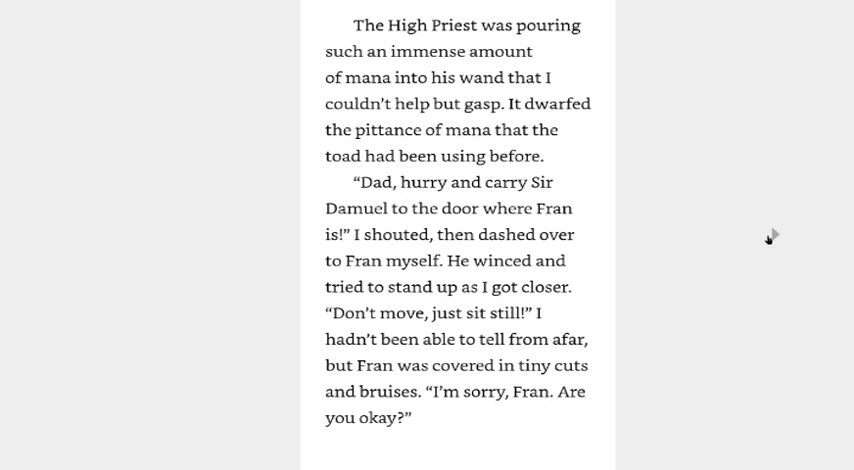 The High Priest was pouring
such an immense amount
of mana into his wand that I
couldn’t help but gasp. It dwarfed
the pittance of mana that the
toad had been using before.
“Dad, hurry and carry Sir
Damuel to the door where Fran
is!” I shouted, then dashed over
to Fran myself. He winced and
tried to stand up as I got closer.
“Don’t move, just sit still!” I
hadn’t been able to tell from afar,
but Fran was covered in tiny cuts
and bruises. “I’m sorry, Fran. Are
you okay?”